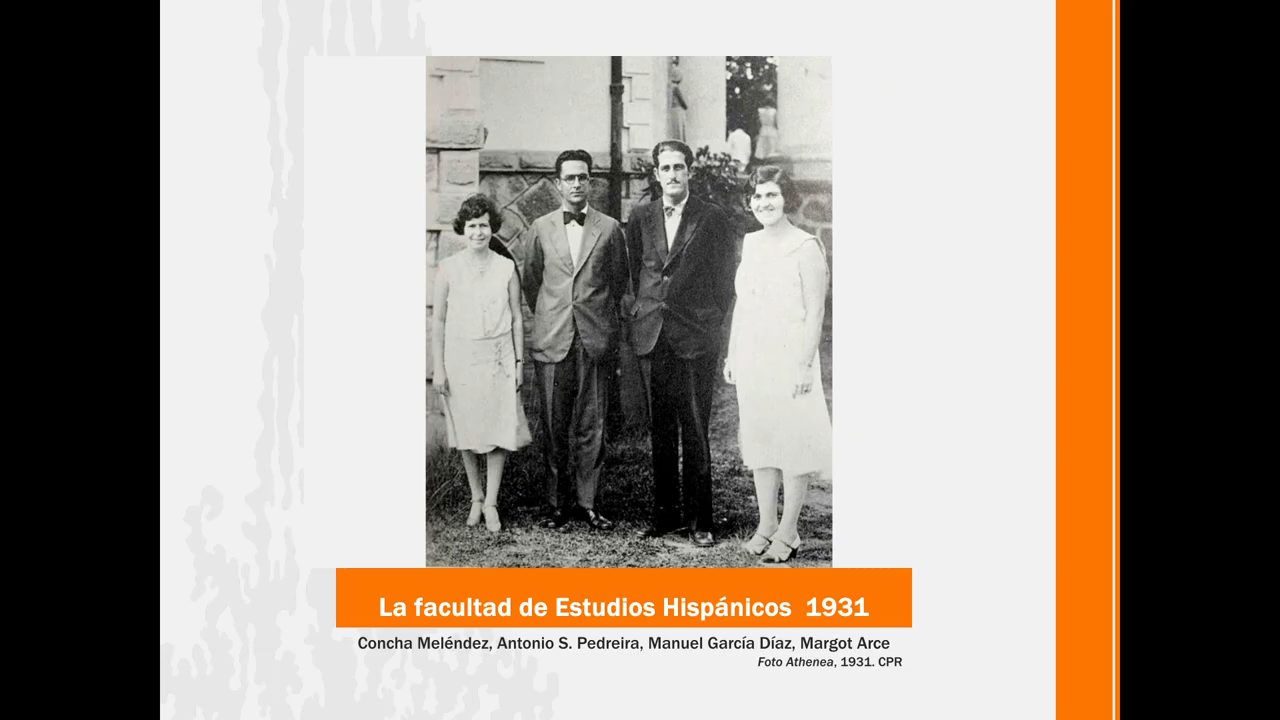 La facultad de Estudios Hispánicos 1931
Concha Meléndez, Antonio S. Pedreira, Manuel García Díaz, Margot Arce
Foto Athenea, 1931. CPR